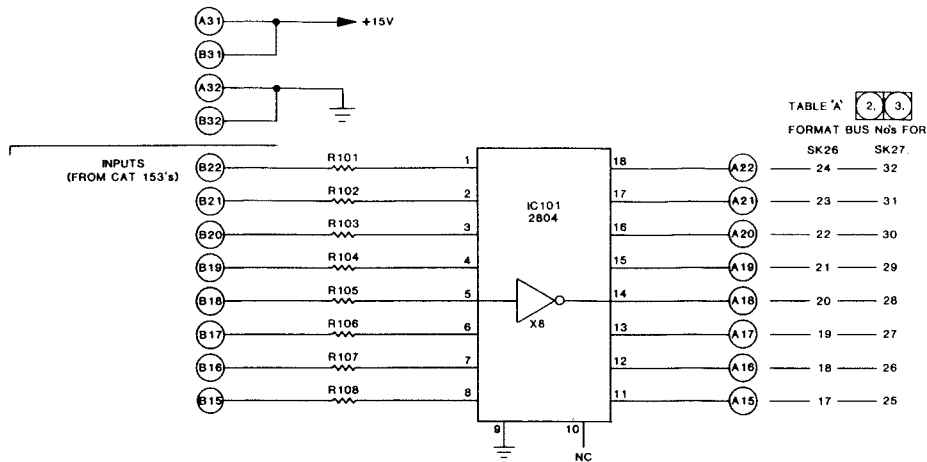 A31 +15V
B31
A32
B32
TABLE 'A' 2. 3.
FORMAT BUS No's FOR
SK26 SK27.
INPUTS
(FROM CAT 153's)
B22 R101 1 18 A22 24 32
B21 R102 2 17 A21 23 31
IC101
2804
B20 R103 3 16 A20 22 30
B19 R104 4 15 A19 21 29
B18 R105 5 14 A18 20 28
X8
B17 R106 6 13 A17 19 27
B16 R107 7 12 A16 18 26
B15 R108 8 11 A15 17 25
9 10
NC